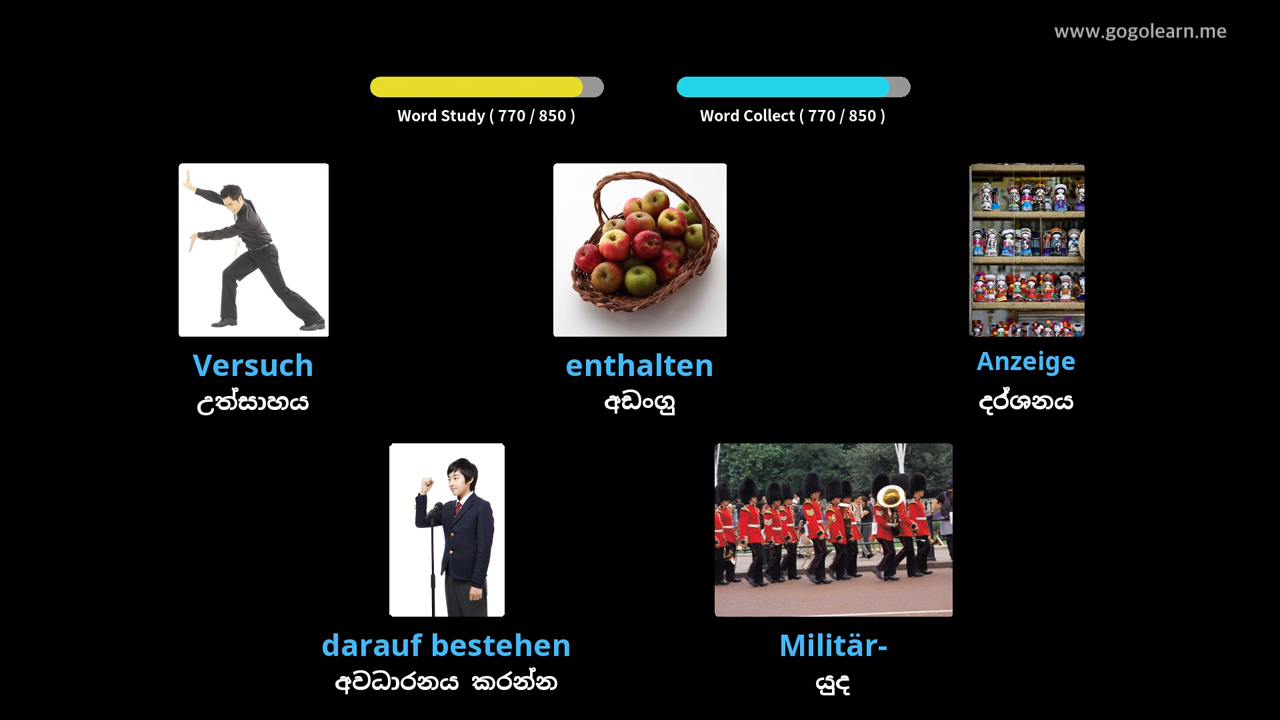 www.gogolearn.me
Word Study ( 770 / 850 )
Word Collect ( 770 / 850 )
Versuch
උත්සාහය
enthalten
අඩංගු
Anzeige
දර්ශනය
darauf bestehen
අවධාරනය කරන්න
Militär-
යුද